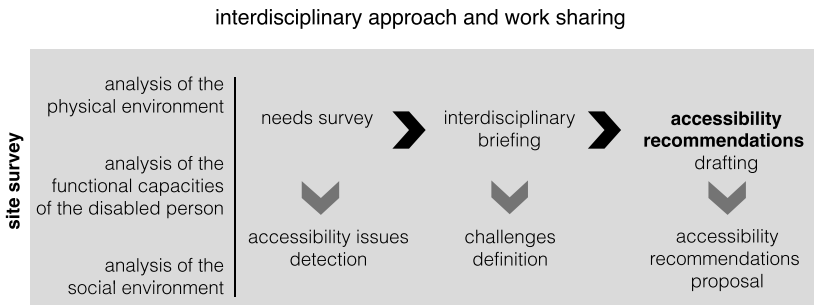 interdisciplinary approach and work sharing
site survey
analysis of the
physical environment
analysis of the
functional capacities
of the disabled person
analysis of the
social environment
needs survey
accessibility issues
detection
interdisciplinary
briefing
challenges
definition
accessibility
recommendations
drafting
accessibility
recommendations
proposal